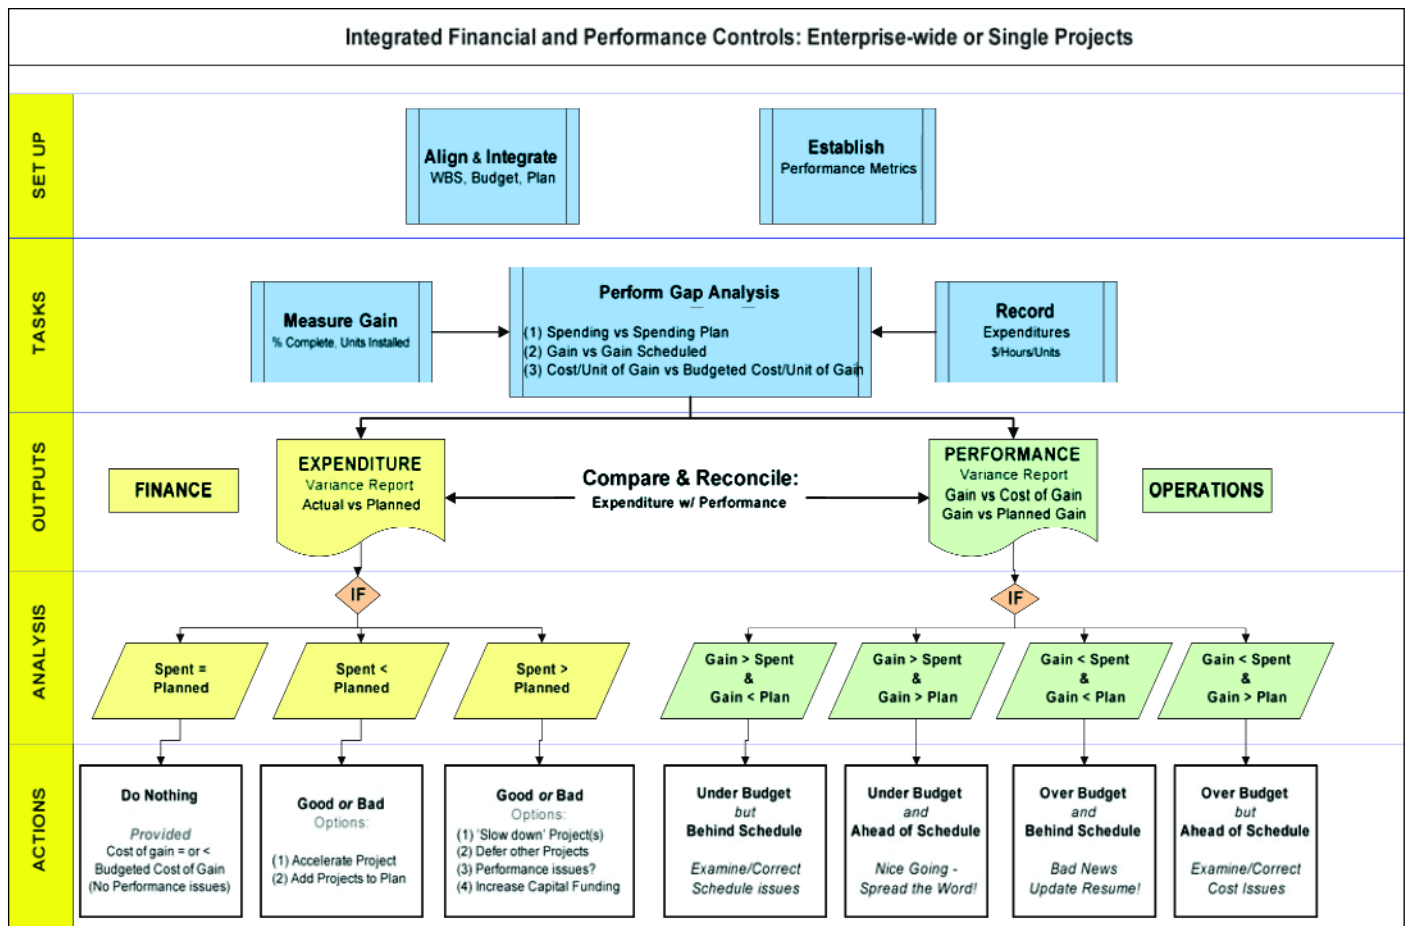 Integrated Financial and Performance Controls: Enterprise-wide or Single Projects
SET UP
Align & Integrate
WBS, Budget, Plan
Establish
Performance Metrics
TASKS
Measure Gain
% Complete, Units Installed
Perform Gap Analysis
(1) Spending vs Spending Plan
(2) Gain vs Gain Scheduled
(3) Cost/Unit of Gain vs Budgeted Cost/Unit of Gain
Record
Expenditures
$/Hours/Units
OUTPUTS
FINANCE
EXPENDITURE
Variance Report
Actual vs Planned
Compare & Reconcile:
Expenditure w/ Performance
PERFORMANCE
Variance Report
Gain vs Cost of Gain
Gain vs Planned Gain
OPERATIONS
ANALYSIS
IF
IF
Spent =
Planned
Spent <
Planned
Spent >
Planned
Gain > Spent
&
Gain < Plan
Gain > Spent
&
Gain > Plan
Gain < Spent
&
Gain < Plan
Gain < Spent
&
Gain > Plan
ACTIONS
Do Nothing
Provided
Cost of gain = or <
Budgeted Cost of Gain
(No Performance issues)
Good or Bad
Options:
(1) Accelerate Project
(2) Add Projects to Plan
Good or Bad
Options:
(1) 'Slow down' Project(s)
(2) Defer other Projects
(3) Performance issues?
(4) Increase Capital Funding
Under Budget
but
Behind Schedule
Examine/Correct
Schedule issues
Under Budget
and
Ahead of Schedule
Nice Going -
Spread the Word!
Over Budget
and
Behind Schedule
Bad News
Update Resume!
Over Budget
but
Ahead of Schedule
Examine/Correct
Cost Issues